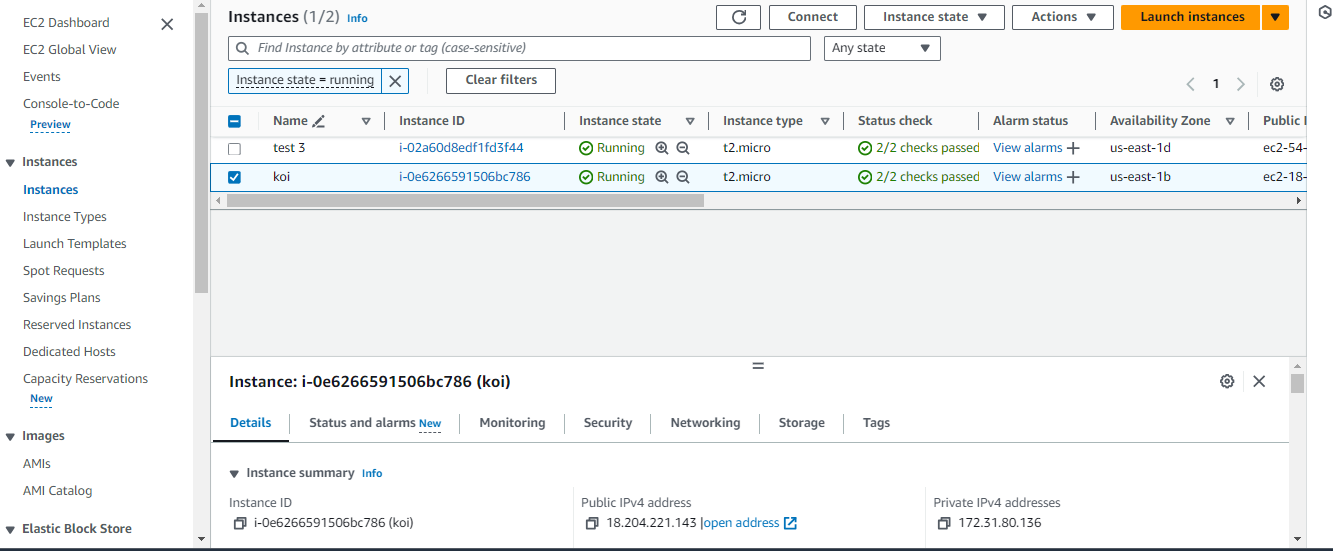 EC2 Dashboard
EC2 Global View
Events
Console-to-Code
Preview
Instances
Instances
Instance Types
Launch Templates
Spot Requests
Savings Plans
Reserved Instances
Dedicated Hosts
Capacity Reservations
New
Images
AMIs
AMI Catalog
Elastic Block Store
Instances (1/2) Info
Connect
Instance state
Actions
Launch instances
Find Instance by attribute or tag (case-sensitive)
Any state
Instance state = running
Clear filters
1
Name Instance ID Instance state Instance type Status check Alarm status Availability Zone Public I
test 3 i-02a60d8edf1fd3f44 Running t2.micro 2/2 checks passed View alarms us-east-1d ec2-54-
koi i-0e6266591506bc786 Running t2.micro 2/2 checks passed View alarms us-east-1b ec2-18-
Instance: i-0e6266591506bc786 (koi)
Details Status and alarms New Monitoring Security Networking Storage Tags
Instance summary Info
Instance ID
i-0e6266591506bc786 (koi)
Public IPv4 address
18.204.221.143 |open address
Private IPv4 addresses
172.31.80.136